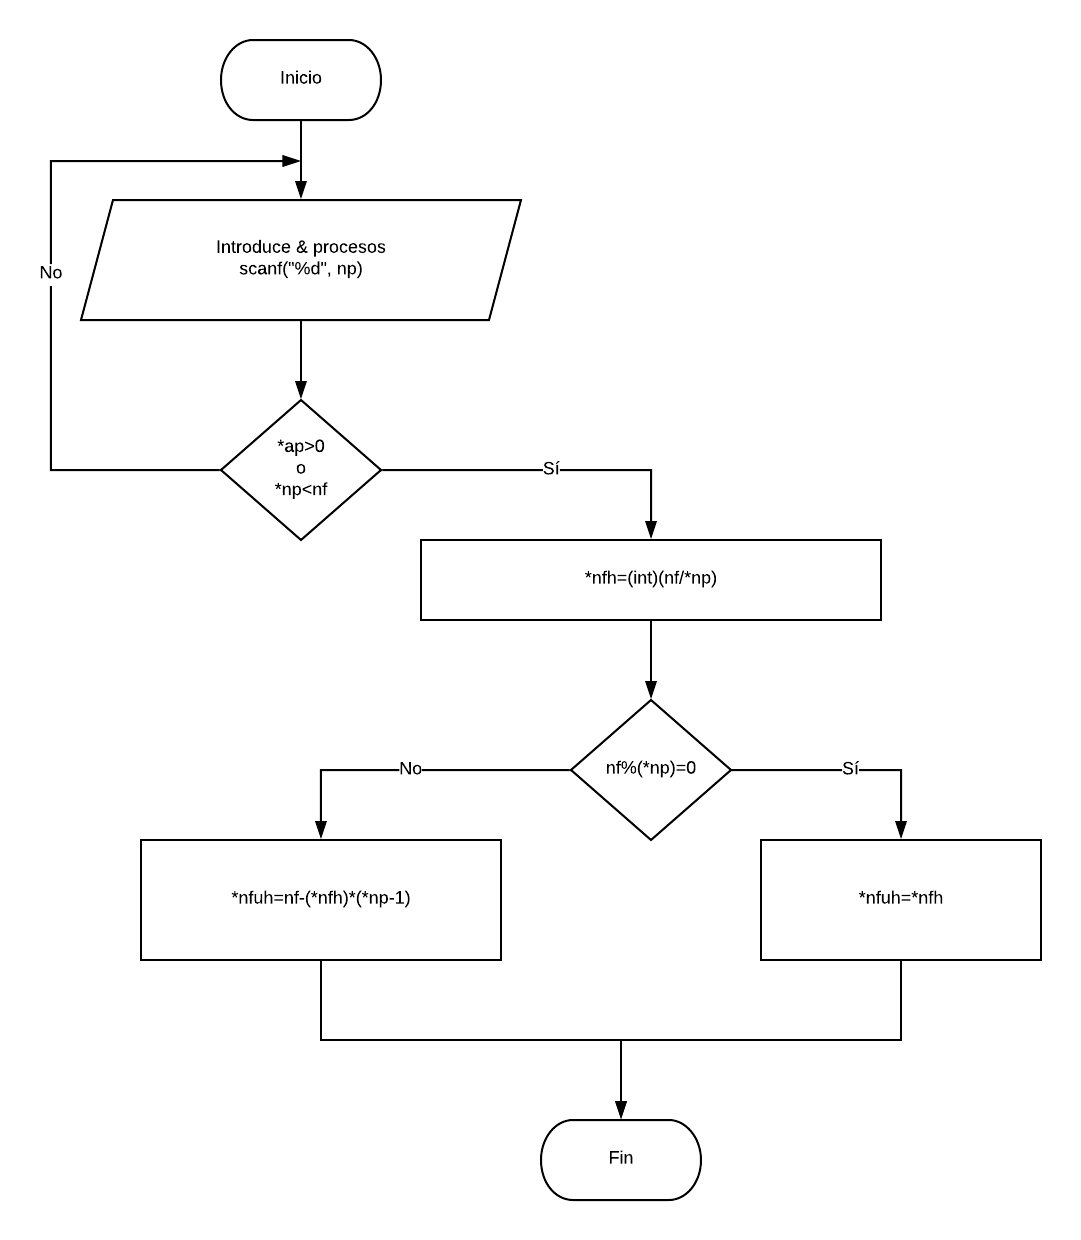 Inicio
No
Introduce & procesos
scanf("%d", np)
*ap>0
o
*np<nf
Sí
*nfh=(int)(nf/*np)
No
nf%(*np)=0
Sí
*nfuh=nf-(*nfh)*(*np-1)
*nfuh=*nfh
Fin